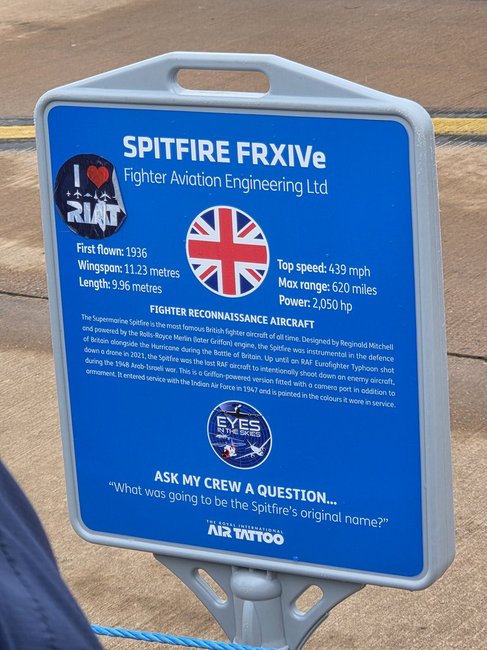 SPITFIRE FRXIVe
Fighter Aviation Engineering Ltd
I
RIAT
First flown: 1936
Wingspan: 11.23 metres
Length: 9.96 metres
Top speed: 439 mph
Max range: 620 miles
Power: 2,050 hp
FIGHTER RECONNAISSANCE AIRCRAFT
The Supermarine Spitfire is the most famous British fighter aircraft of all time. Designed by Reginald Mitchell
and powered by the Rolls-Royce Merlin (later Griffon) engine, the Spitfire was instrumental in the defence
of Britain alongside the Hurricane during the Battle of Britain. Up until an RAF Eurofighter Typhoon shot
down a drone in 2021, the Spitfire was the last RAF aircraft to intentionally shoot down an enemy aircraft,
during the 1948 Arab-Israeli war. This is a Griffon-powered version fitted with a camera port in addition to
armament. It entered service with the Indian Air Force in 1947 and is painted in the colours it wore in service.
EYES
IN THE SKIES
ASK MY CREW A QUESTION...
"What was going to be the Spitfire's original name?"
THE ROYAL INTERNATIONAL
AIR TATTOO